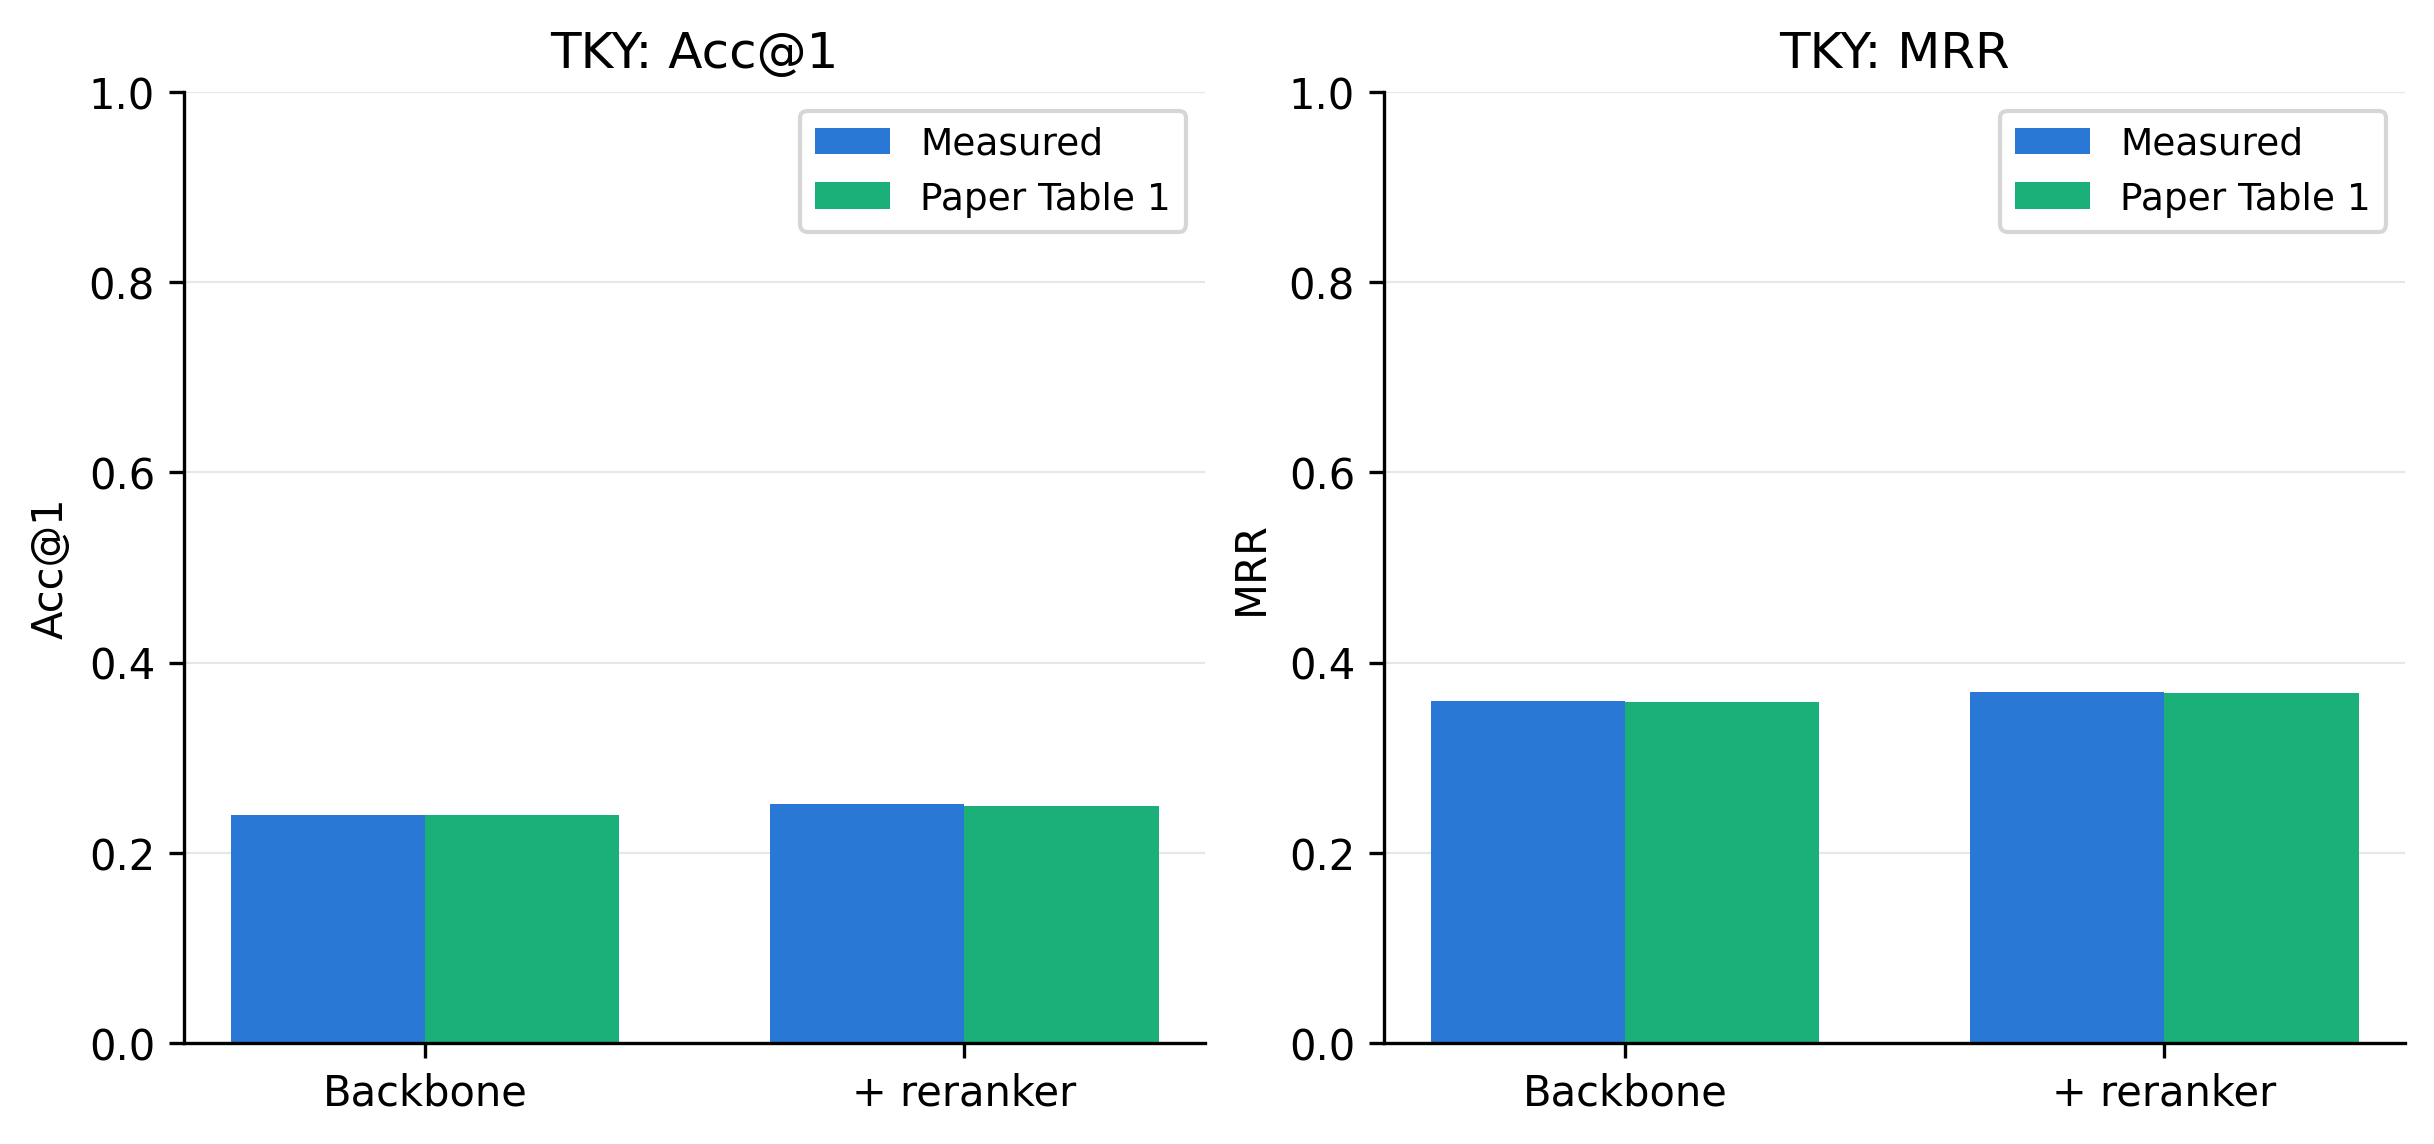 TKY: Acc@1
1.0
0.8
0.6
0.4
0.2
0.0
Acc@1
Measured
Paper Table 1
Backbone
+ reranker
TKY: MRR
1.0
0.8
0.6
0.4
0.2
0.0
MRR
Measured
Paper Table 1
Backbone
+ reranker